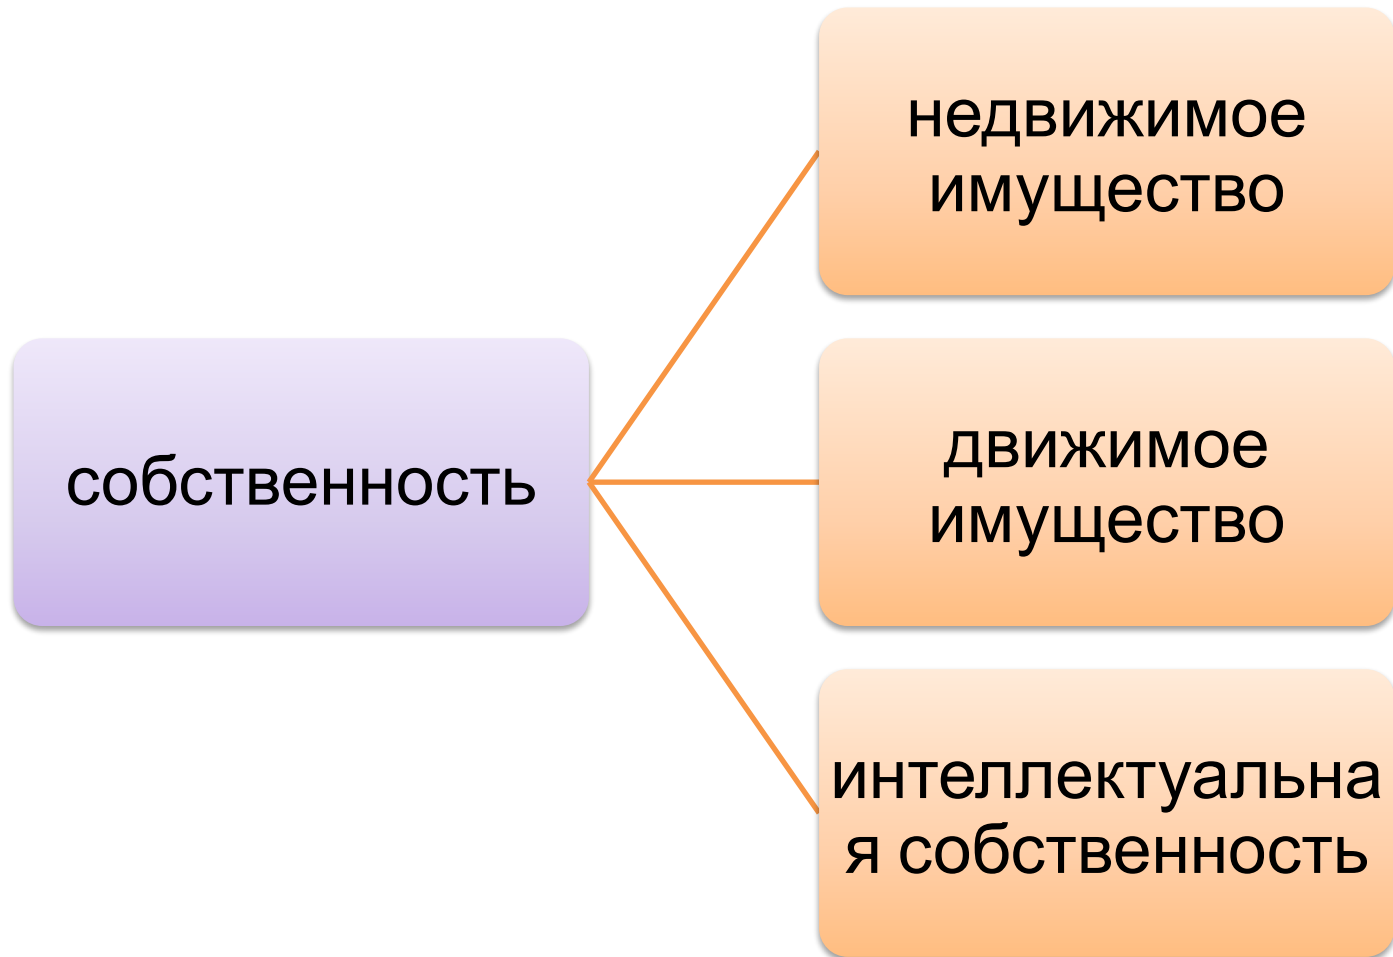 собственность
недвижимое
имущество
движимое
имущество
интеллектуальна
я собственность